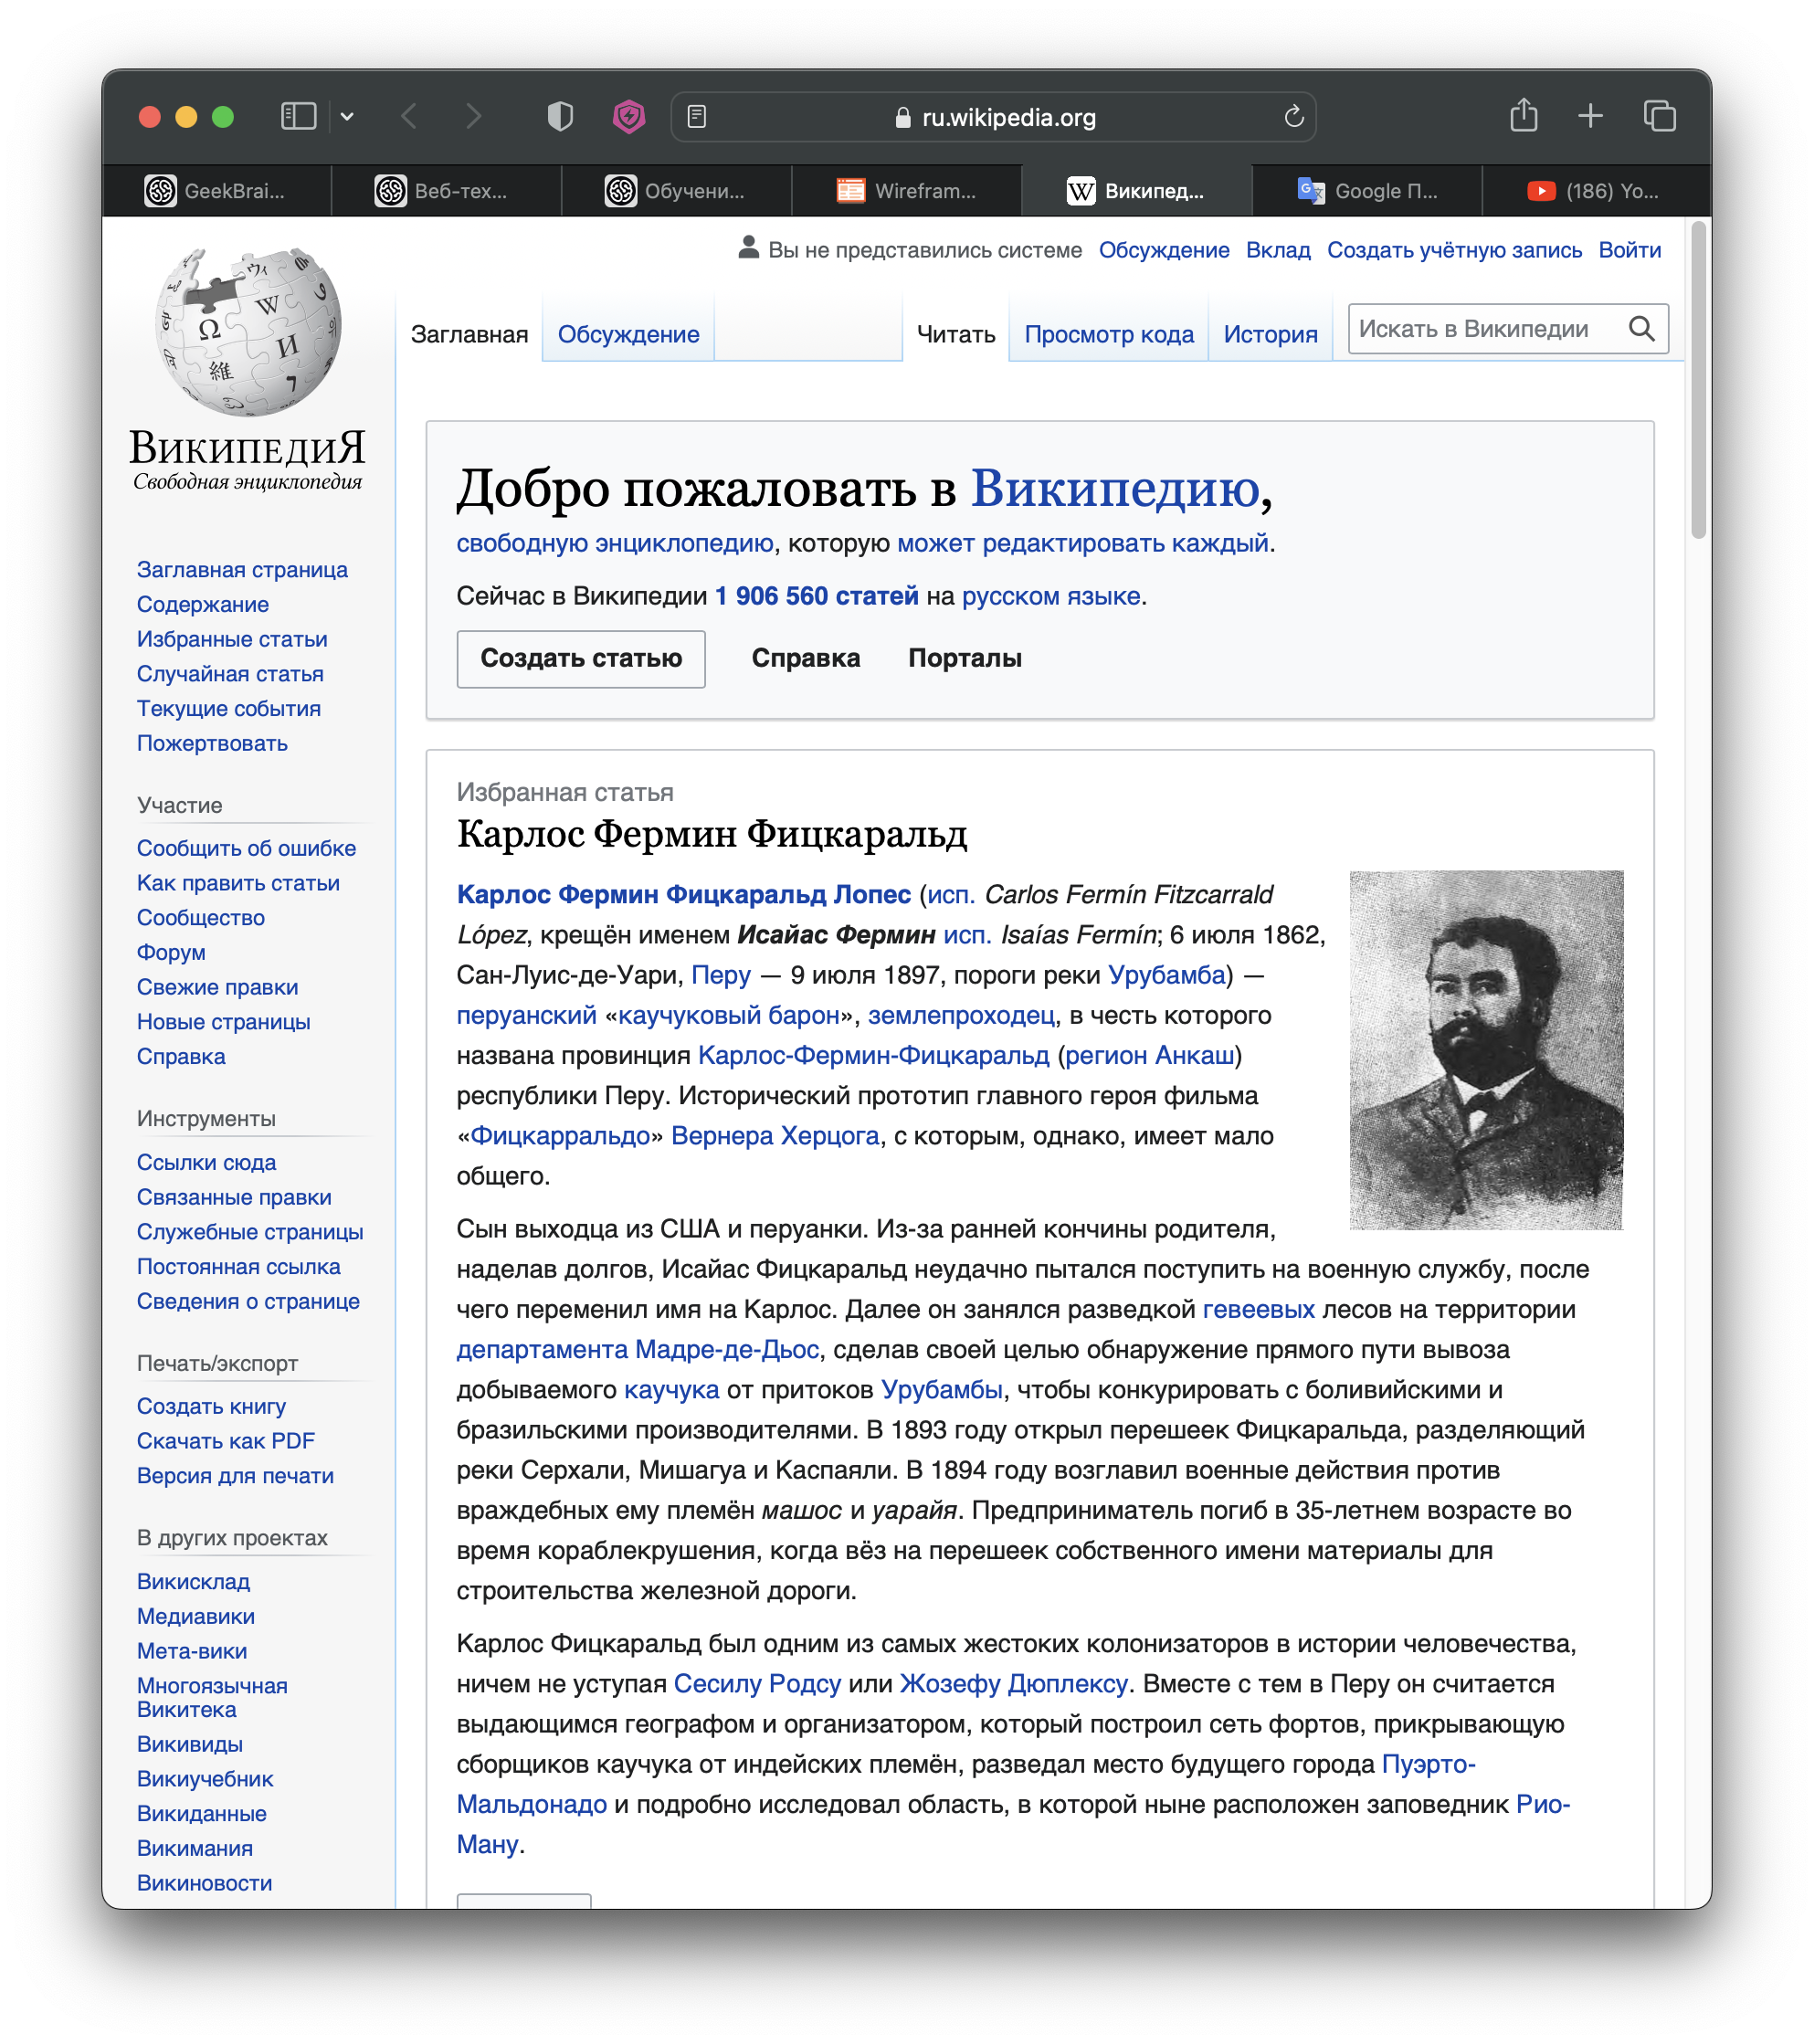 ru.wikipedia.org
GeekBrai...
Веб-тех...
Обучени...
Wirefram...
Википед...
Google П...
(186) Yo...
Вы не представились системе Обсуждение Вклад Создать учётную запись Войти
Заглавная Обсуждение Читать Просмотр кода История Искать в Википедии
ВикипедиЯ
Свободная энциклопедия
Заглавная страница
Содержание
Избранные статьи
Случайная статья
Текущие события
Пожертвовать
Участие
Сообщить об ошибке
Как править статьи
Сообщество
Форум
Свежие правки
Новые страницы
Справка
Инструменты
Ссылки сюда
Связанные правки
Служебные страницы
Постоянная ссылка
Сведения о странице
Печать/экспорт
Создать книгу
Скачать как PDF
Версия для печати
В других проектах
Викисклад
Медиавики
Мета-вики
Многоязычная
Викитека
Викивиды
Викиучебник
Викиданные
Викимания
Викиновости
Добро пожаловать в Википедию,
свободную энциклопедию, которую может редактировать каждый.
Сейчас в Википедии 1 906 560 статей на русском языке.
Создать статью Справка Порталы
Избранная статья
Карлос Фермин Фицкаральд
Карлос Фермин Фицкаральд Лопес (исп. Carlos Fermín Fitzcarrald
López, крещён именем Исайас Фермин исп. Isaías Fermín; 6 июля 1862,
Сан-Луис-де-Уари, Перу — 9 июля 1897, пороги реки Урубамба) —
перуанский «каучуковый барон», землепроходец, в честь которого
названа провинция Карлос-Фермин-Фицкаральд (регион Анкаш)
республики Перу. Исторический прототип главного героя фильма
«Фицкарральдо» Вернера Херцога, с которым, однако, имеет мало
общего.
Сын выходца из США и перуанки. Из-за ранней кончины родителя,
наделав долгов, Исайас Фицкаральд неудачно пытался поступить на военную службу, после
чего переменил имя на Карлос. Далее он занялся разведкой гевеевых лесов на территории
департамента Мадре-де-Дьос, сделав своей целью обнаружение прямого пути вывоза
добываемого каучука от притоков Урубамбы, чтобы конкурировать с боливийскими и
бразильскими производителями. В 1893 году открыл перешеек Фицкаральда, разделяющий
реки Серхали, Мишагуа и Каспаяли. В 1894 году возглавил военные действия против
враждебных ему племён машос и уарайя. Предприниматель погиб в 35-летнем возрасте во
время кораблекрушения, когда вёз на перешеек собственного имени материалы для
строительства железной дороги.
Карлос Фицкаральд был одним из самых жестоких колонизаторов в истории человечества,
ничем не уступая Сесилу Родсу или Жозефу Дюплексу. Вместе с тем в Перу он считается
выдающимся географом и организатором, который построил сеть фортов, прикрывающую
сборщиков каучука от индейских племён, разведал место будущего города Пуэрто-
Мальдонадо и подробно исследовал область, в которой ныне расположен заповедник Рио-
Ману.